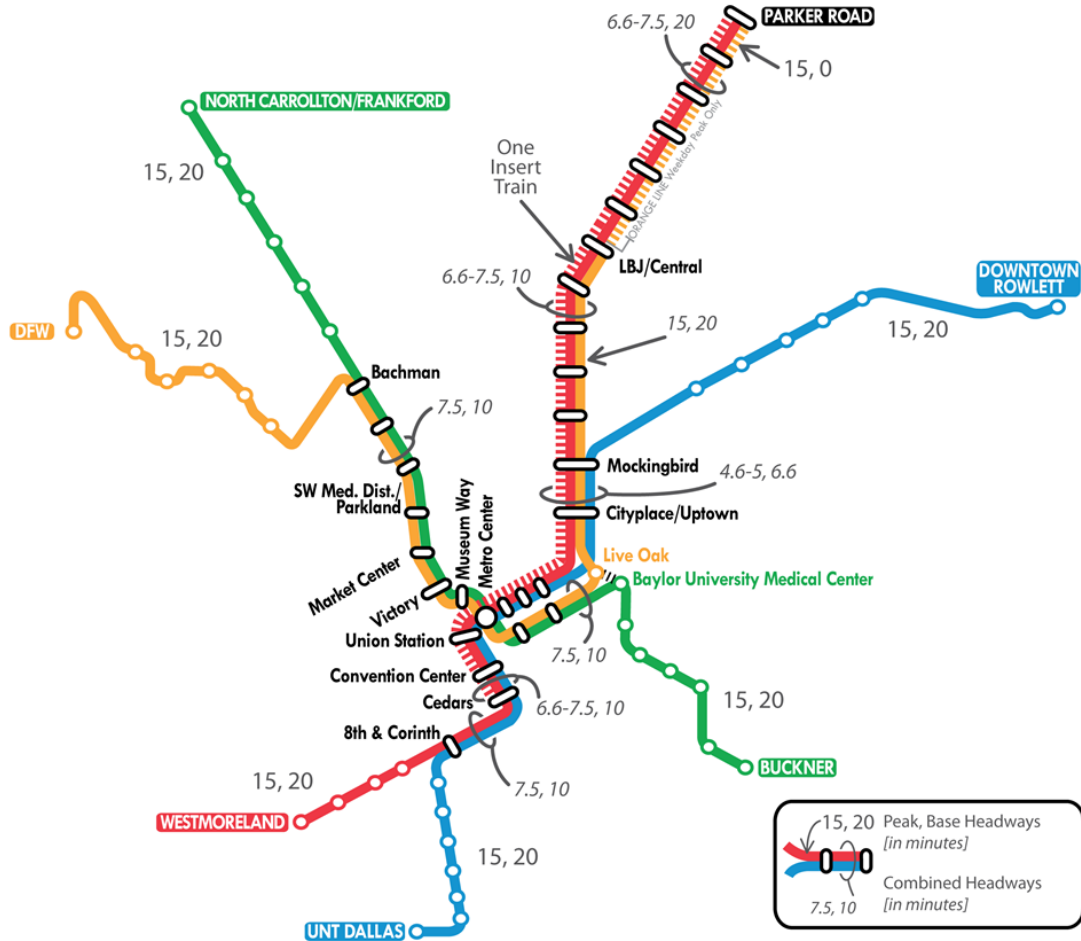 6.6-7.5, 20
PARKER ROAD
15, 0
NORTH CARROLLTON/FRANKFORD
15, 20
One
Insert
Train
ORANGE LINE Weekday Peak Only
LBJ/Central
6.6-7.5, 10
DOWNTOWN
ROWLETT
DFW
15, 20
15, 20
15, 20
Bachman
7.5, 10
Mockingbird
4.6-5, 6.6
SW Med. Dist./
Parkland
Cityplace/Uptown
Museum Way
Metro Center
Live Oak
Baylor University Medical Center
Market Center
Victory
Union Station
7.5, 10
Convention Center
Cedars
6.6-7.5, 10
15, 20
8th & Corinth
BUCKNER
15, 20
7.5, 10
WESTMORELAND
15, 20
UNT DALLAS
15, 20 Peak, Base Headways
[in minutes]
Combined Headways
7.5, 10 [in minutes]